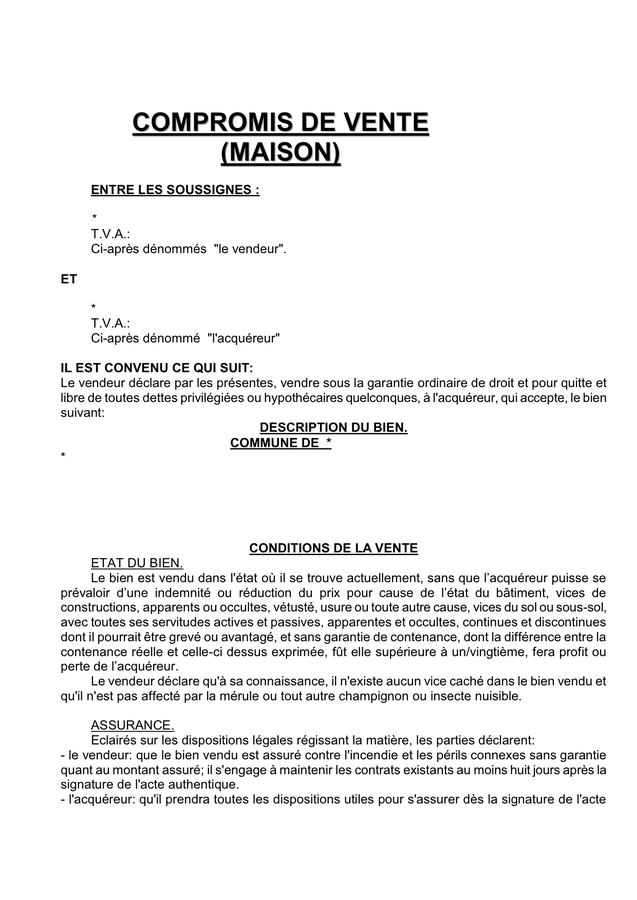 COMPROMIS DE VENTE
(MAISON)
ENTRE LES SOUSSIGNES :
*
T.V.A.:
Ci-après dénommés "le vendeur".
ET
*
T.V.A.:
Ci-après dénommé "l'acquéreur"
IL EST CONVENU CE QUI SUIT:
Le vendeur déclare par les présentes, vendre sous la garantie ordinaire de droit et pour quitte et
libre de toutes dettes privilégiées ou hypothécaires quelconques, à l'acquéreur, qui accepte, le bien
suivant:
DESCRIPTION DU BIEN.
COMMUNE DE *
*
CONDITIONS DE LA VENTE
ETAT DU BIEN.
Le bien est vendu dans l'état où il se trouve actuellement, sans que l’acquéreur puisse se
prévaloir d’une indemnité ou réduction du prix pour cause de l’état du bâtiment, vices de
constructions, apparents ou occultes, vétusté, usure ou toute autre cause, vices du sol ou sous-sol,
avec toutes ses servitudes actives et passives, apparentes et occultes, continues et discontinues
dont il pourrait être grevé ou avantagé, et sans garantie de contenance, dont la différence entre la
contenance réelle et celle-ci dessus exprimée, fût elle supérieure à un/vingtième, fera profit ou
perte de l’acquéreur.
Le vendeur déclare qu'à sa connaissance, il n'existe aucun vice caché dans le bien vendu et
qu'il n'est pas affecté par la mérule ou tout autre champignon ou insecte nuisible.
ASSURANCE.
Eclairés sur les dispositions légales régissant la matière, les parties déclarent:
- le vendeur: que le bien vendu est assuré contre l'incendie et les périls connexes sans garantie
quant au montant assuré; il s'engage à maintenir les contrats existants au moins huit jours après la
signature de l'acte authentique.
- l'acquéreur: qu'il prendra toutes les dispositions utiles pour s'assurer dès la signature de l'acte